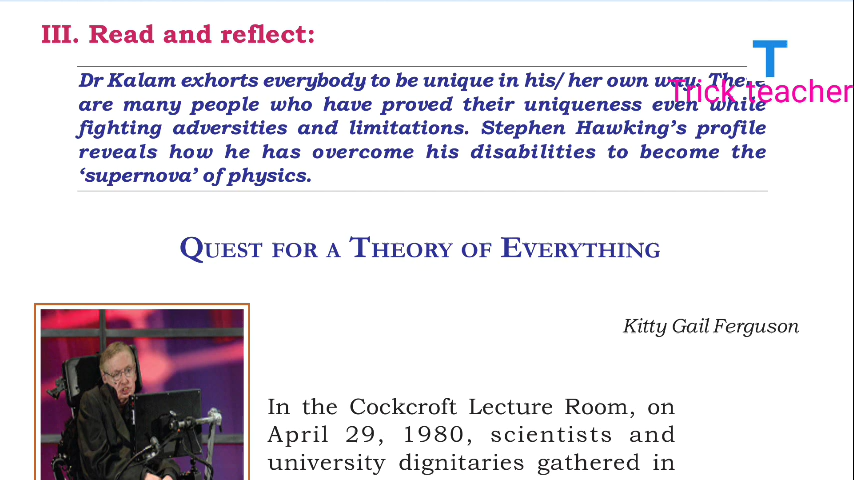 III. Read and reflect:
Dr Kalam exhorts everybody to be unique in his/ her own way. There
are many people who have proved their uniqueness even while
fighting adversities and limitations. Stephen Hawking's profile
reveals how he has overcome his disabilities to become the
'supernova' of physics.
T
Trick teacher
QUEST FOR A THEORY OF EVERYTHING
Kitty Gail Ferguson
In the Cockcroft Lecture Room, on
April 29, 1980, scientists and
university dignitaries gathered in